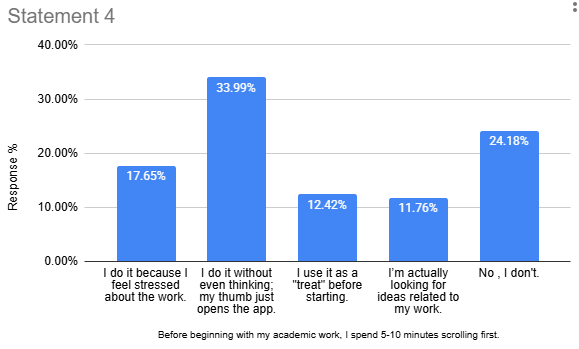 Statement 4
40.00%
30.00%
20.00%
10.00%
0.00%
Response %
17.65%
33.99%
12.42%
11.76%
24.18%
I do it because I
feel stressed
about the work.
I do it without
even thinking;
my thumb just
opens the app.
I use it as a
"treat" before
starting.
I'm actually
looking for
ideas related to
my work.
No , I don't.
Before beginning with my academic work, I spend 5-10 minutes scrolling first.